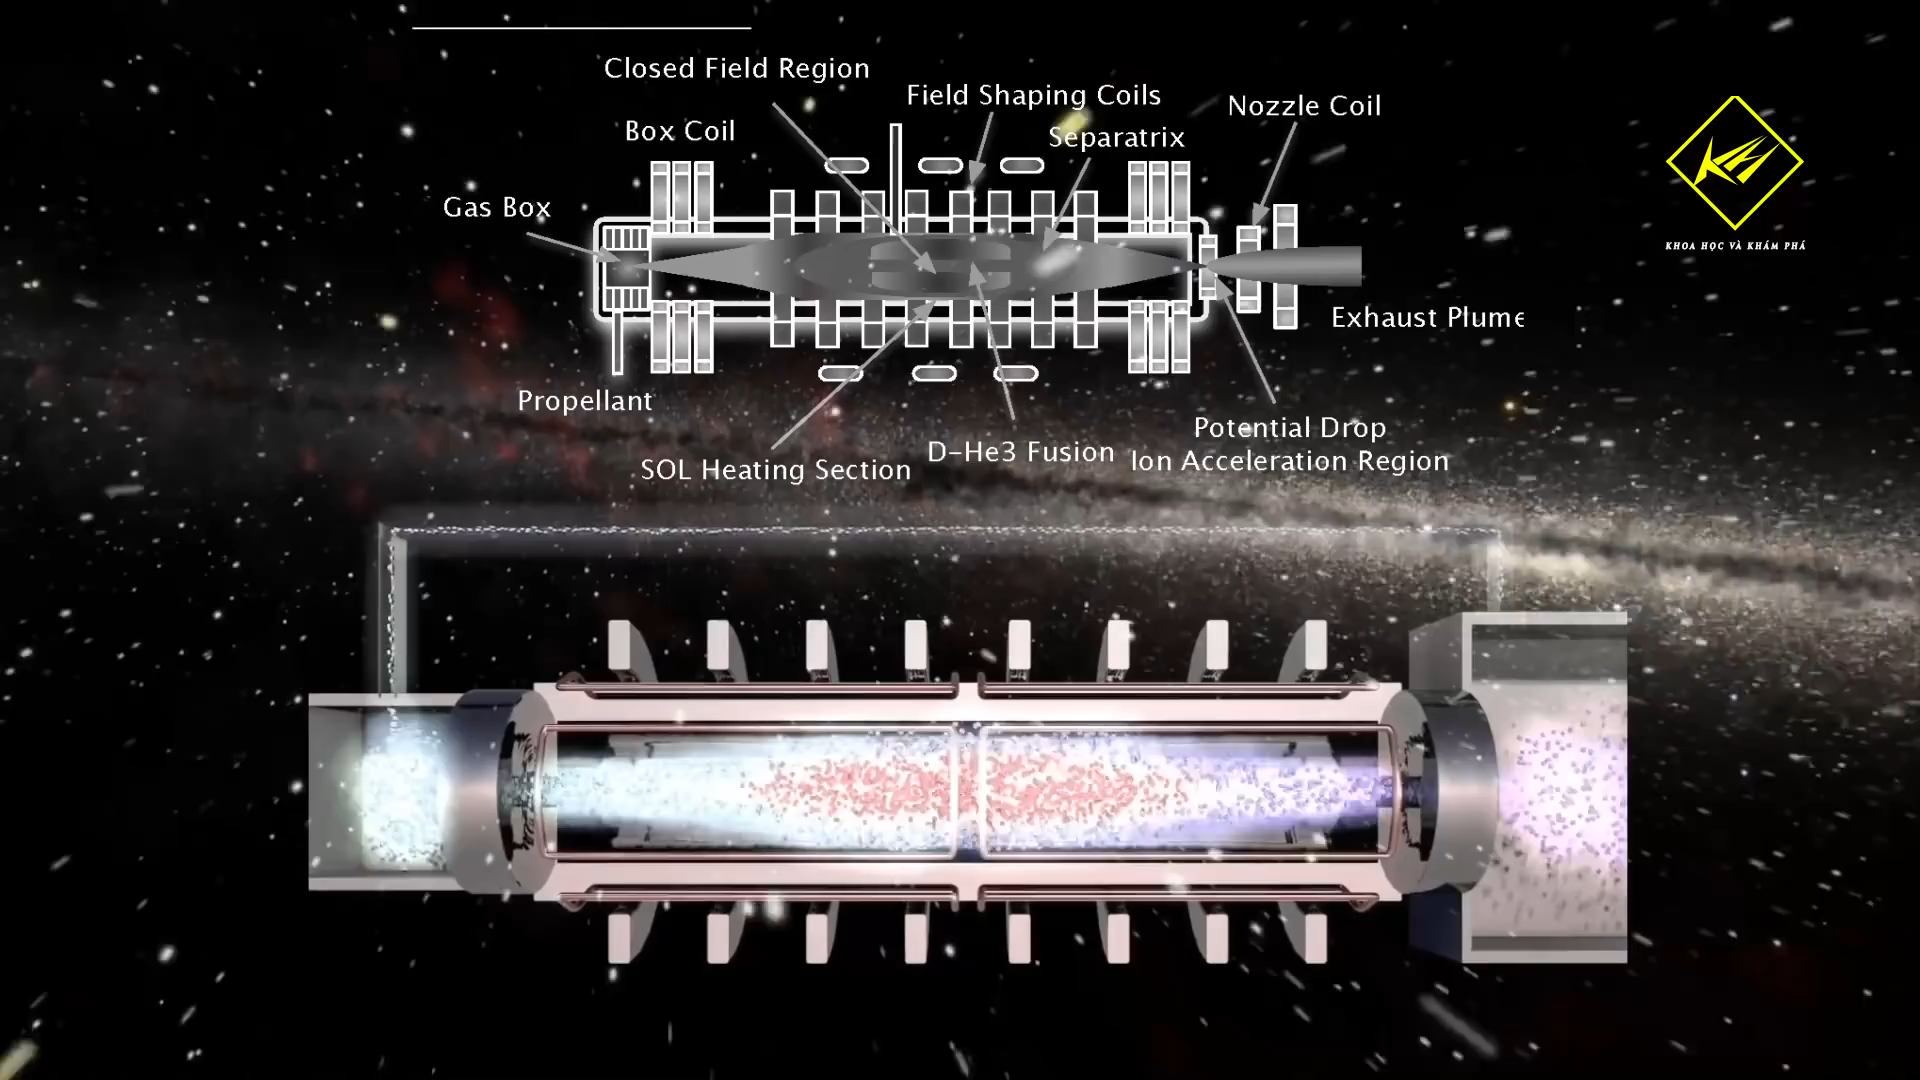 Closed Field Region
Field Shaping Coils
Nozzle Coil
Box Coil
Separatrix
Gas Box
Exhaust Plume
Propellant
Potential Drop
Ion Acceleration Region
D-He3 Fusion
SOL Heating Section
KHOA HỌC VÀ KHÁM PHÁ